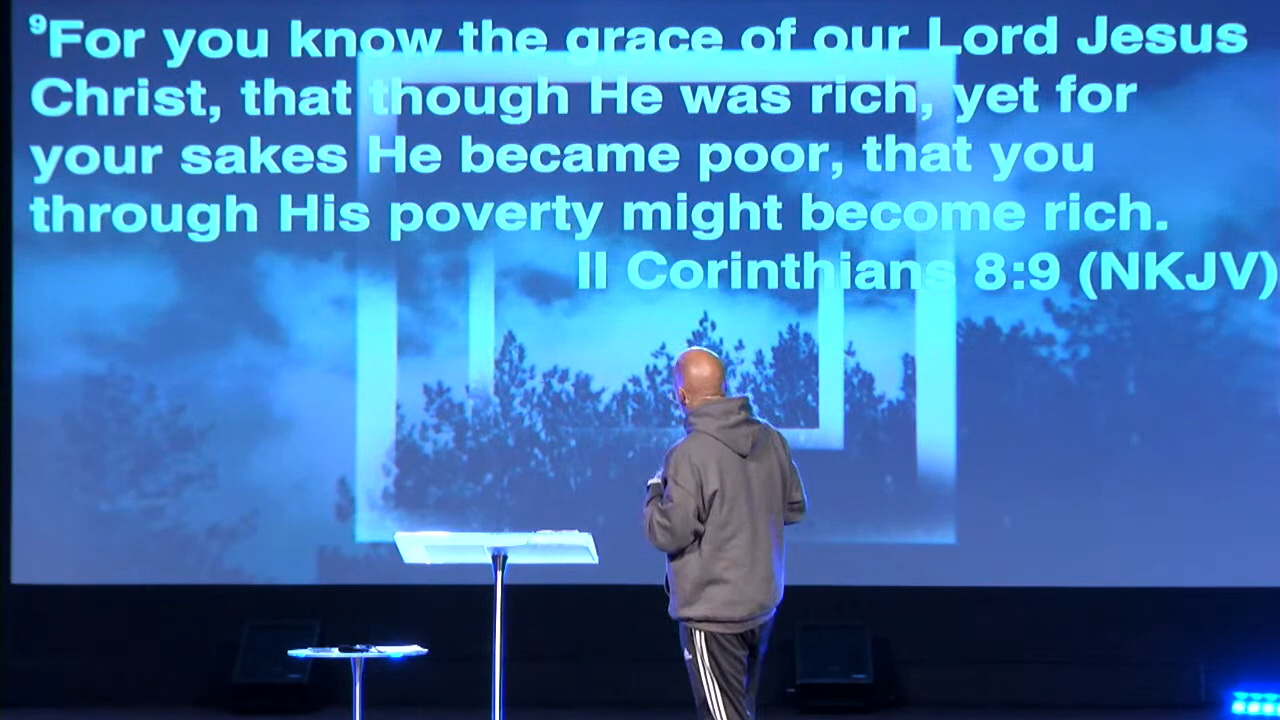 ⁹For you know the grace of our Lord Jesus
Christ, that though He was rich, yet for
your sakes He became poor, that you
through His poverty might become rich.
II Corinthians 8:9 (NKJV)